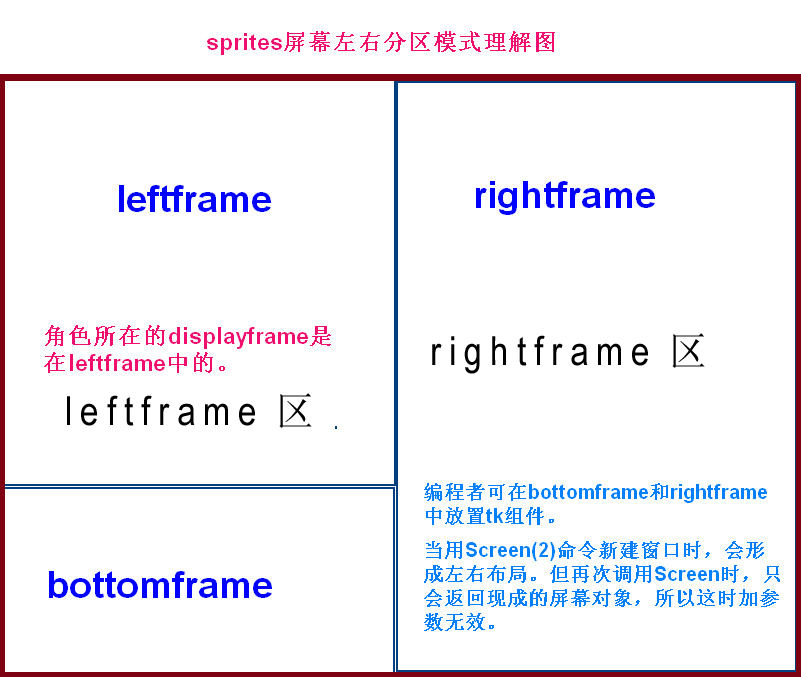 sprites屏幕左右分区模式理解图
leftframe
角色所在的displayframe是
在leftframe中的。
leftframe 区
bottomframe
rightframe
rightframe 区
编程者可在bottomframe和rightframe
中放置tk组件。
当用Screen(2)命令新建窗口时，会形
成左右布局。但再次调用Screen时，只
会返回现成的屏幕对象，所以这时加参
数无效。